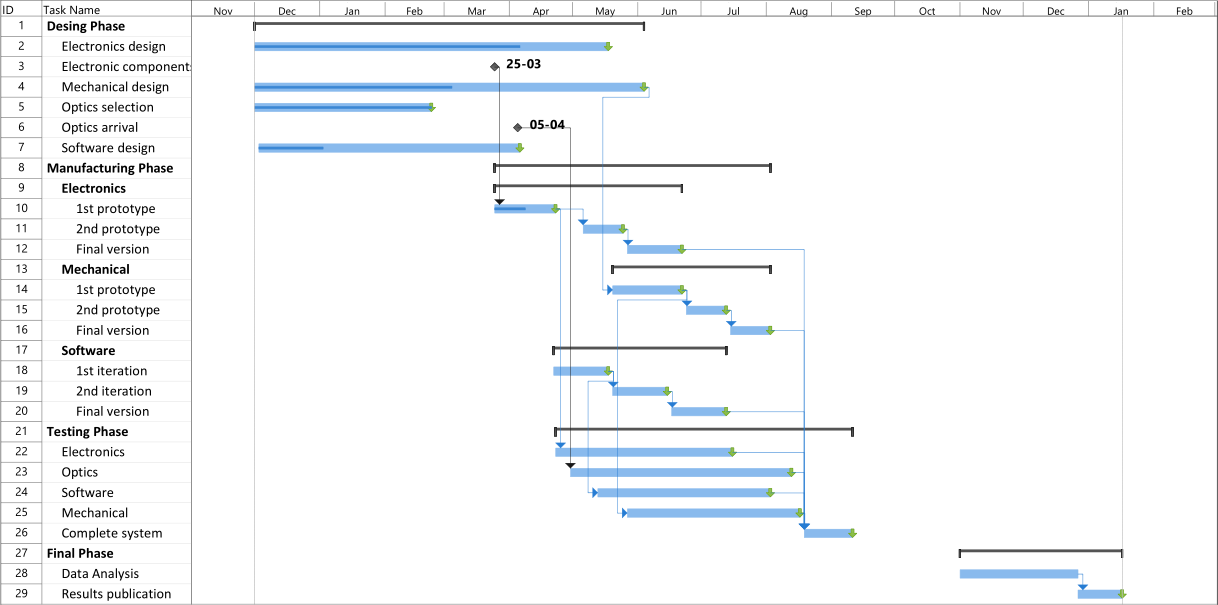 ID Task Name Nov Dec Jan Feb Mar Apr May Jun Jul Aug Sep Oct Nov Dec Jan Feb
1 Desing Phase
2 Electronics design
3 Electronic component 25-03
4 Mechanical design
5 Optics selection
6 Optics arrival 05-04
7 Software design
8 Manufacturing Phase
9 Electronics
10 1st prototype
11 2nd prototype
12 Final version
13 Mechanical
14 1st prototype
15 2nd prototype
16 Final version
17 Software
18 1st iteration
19 2nd iteration
20 Final version
21 Testing Phase
22 Electronics
23 Optics
24 Software
25 Mechanical
26 Complete system
27 Final Phase
28 Data Analysis
29 Results publication